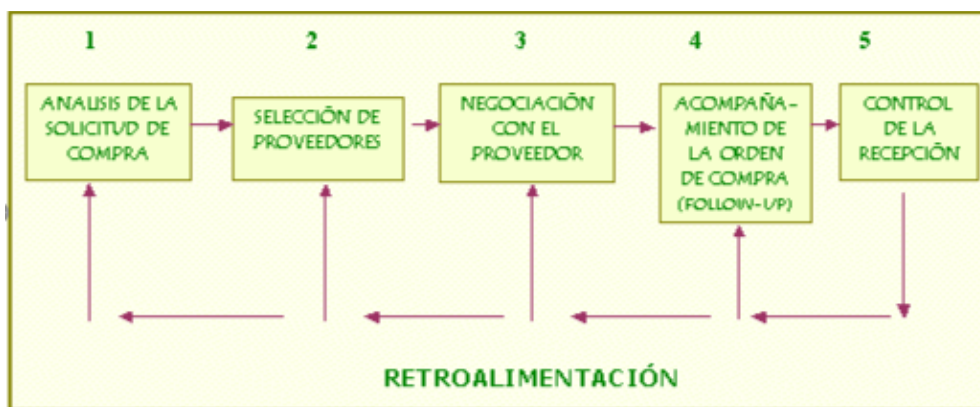 1
2
3
4
5
ANALISIS DE LA
SOLICITUD DE
COMPRA
SELECCIÓN DE
PROVEEDORES
NEGOCIACIÓN
CON EL
PROVEEDOR
ACOMPAÑA-
MIENTO DE
LA ORDEN
DE COMPRA
(FOLLOW-UP)
CONTROL
DE LA
RECEPCIÓN
RETROALIMENTACIÓN